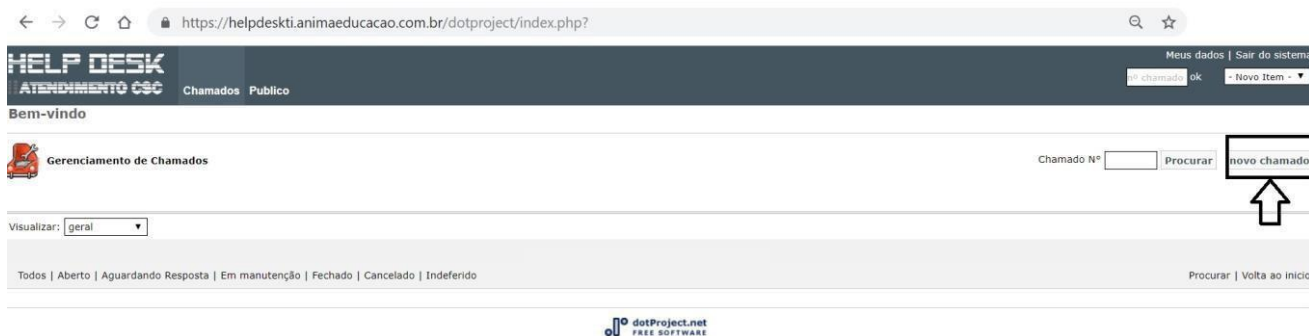 https://helpdeskti.animaeducacao.com.br/dotproject/index.php?
HELP DESK
ATENDIMENTO CSC
Chamados Publico
Meus dados | Sair do sistema
nº chamado ok - Novo Item -
Bem-vindo
Gerenciamento de Chamados
Chamado Nº Procurar novo chamado
Visualizar: geral
Todos | Aberto | Aguardando Resposta | Em manutenção | Fechado | Cancelado | Indeferido
Procurar | Volta ao inicio
dotProject.net
FREE SOFTWARE